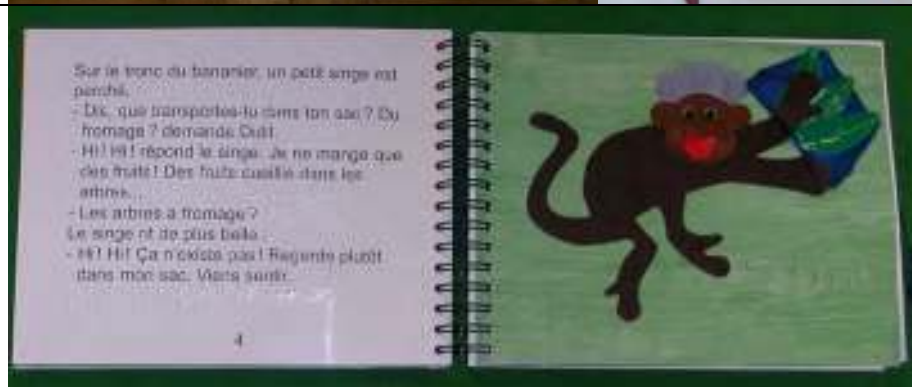 Sur le tronc du bananier, un petit singe est
perché.
- Dis, que transportes-tu dans ton sac ? Du
fromage ? demande
- Hi ! Hi ! répond le singe. Je ne mange que
des fruits ! Des fruits cueillis dans les
arbres...
- Les arbres à fromage ?
Le singe rit de plus belle :
- Hi ! Hi! Ça n'existe pas ! Regarde plutôt
dans mon sac. Viens sentir...
4